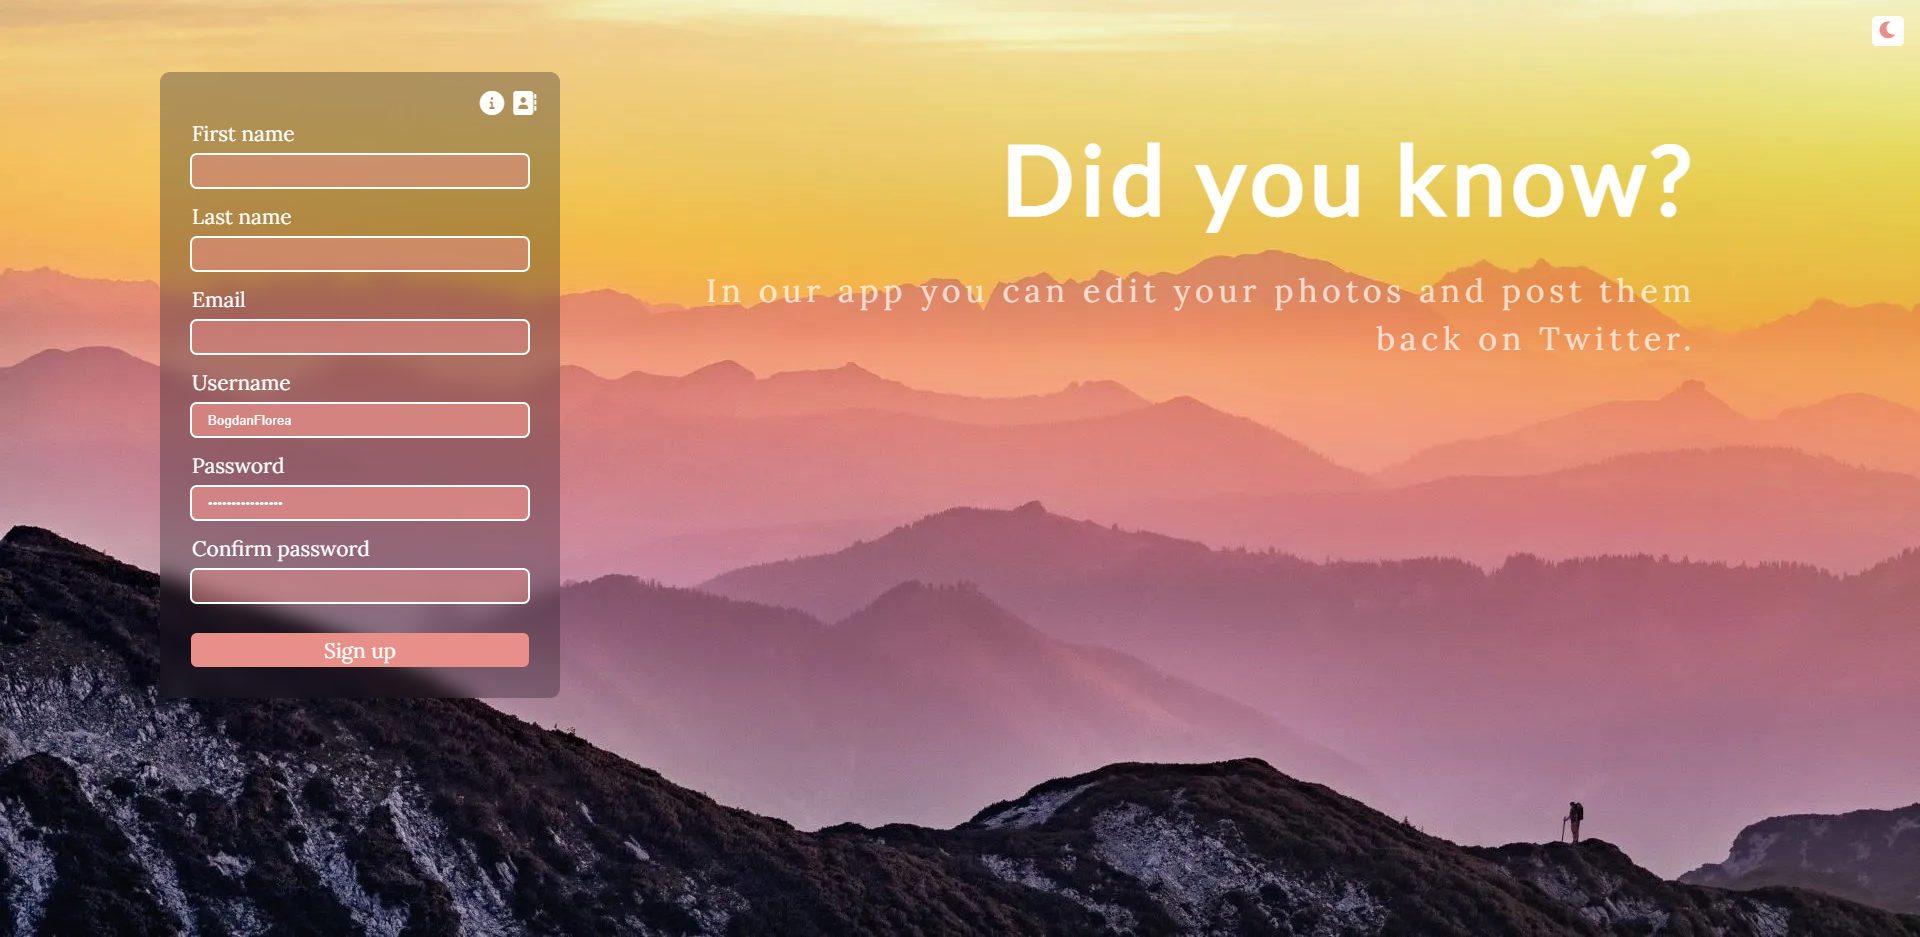 First name
Last name
Email
Username
BogdanFlorea
Password
Confirm password
Sign up
Did you know?
In our app you can edit your photos and post them
back on Twitter.